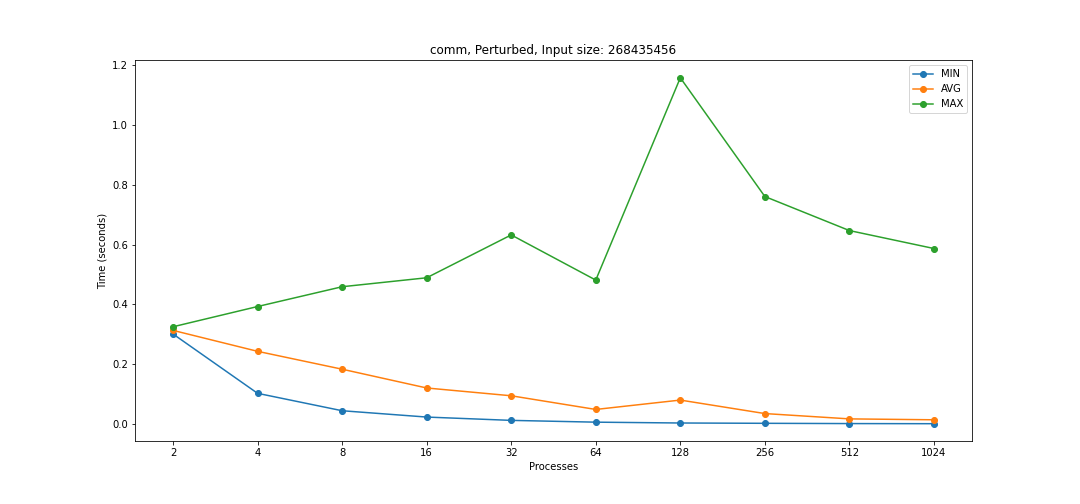 comm, Perturbed, Input size: 268435456
MIN
AVG
MAX
1.2
1.0
0.8
0.6
0.4
0.2
0.0
Time (seconds)
2 4 8 16 32 64 128 256 512 1024
Processes